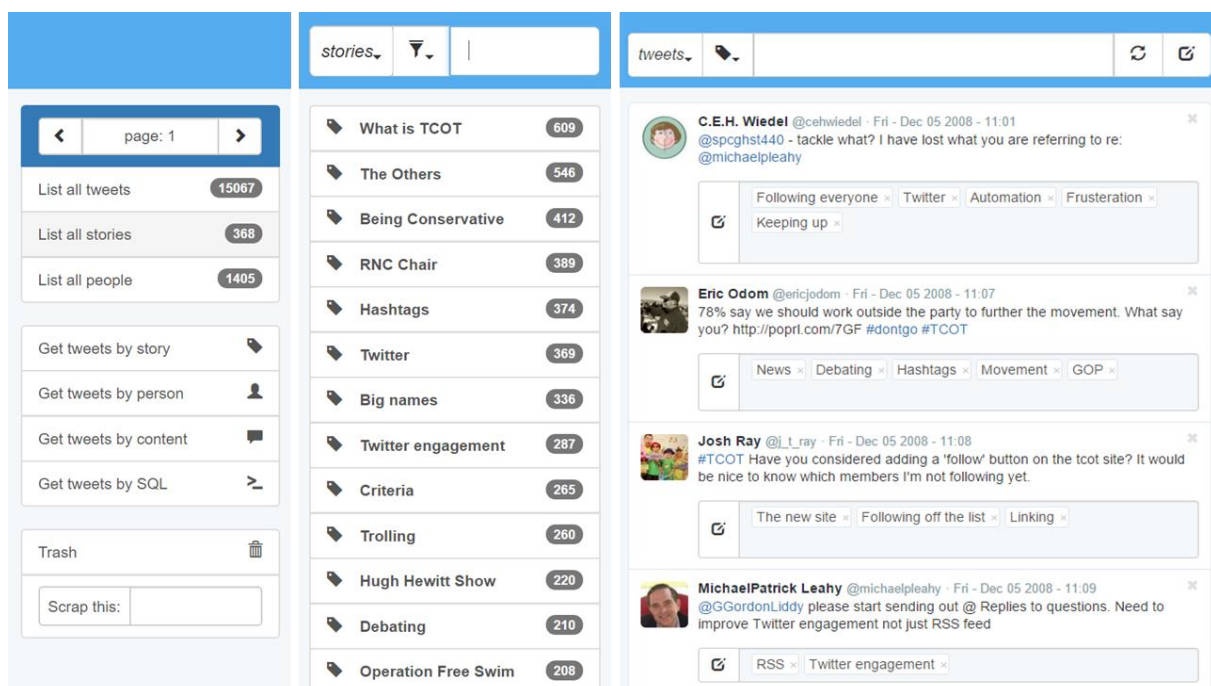 page: 1
List all tweets 15067
List all stories 368
List all people 1405
Get tweets by story
Get tweets by person
Get tweets by content
Get tweets by SQL
Trash
Scrap this:
stories
What is TCOT 609
The Others 546
Being Conservative 412
RNC Chair 389
Hashtags 374
Twitter 369
Big names 336
Twitter engagement 287
Criteria 265
Trolling 260
Hugh Hewitt Show 220
Debating 210
Operation Free Swim 208
tweets
C.E.H. Wiedel @cehwiedel · Fri - Dec 05 2008 - 11:01
@spcghst440 - tackle what? I have lost what you are referring to re:
@michaelpleahy
Following everyone × Twitter × Automation × Frusteration ×
Keeping up ×
Eric Odom @ericjodom · Fri - Dec 05 2008 - 11:07
78% say we should work outside the party to further the movement. What say
you? http://poprl.com/7GF #dontgo #TCOT
News × Debating × Hashtags × Movement × GOP ×
Josh Ray @j_t_ray · Fri - Dec 05 2008 - 11:08
#TCOT Have you considered adding a 'follow' button on the tcot site? It would
be nice to know which members I'm not following yet.
The new site × Following off the list × Linking ×
MichaelPatrick Leahy @michaelpleahy · Fri - Dec 05 2008 - 11:09
@GGordonLiddy please start sending out @ Replies to questions. Need to
improve Twitter engagement not just RSS feed
RSS × Twitter engagement ×